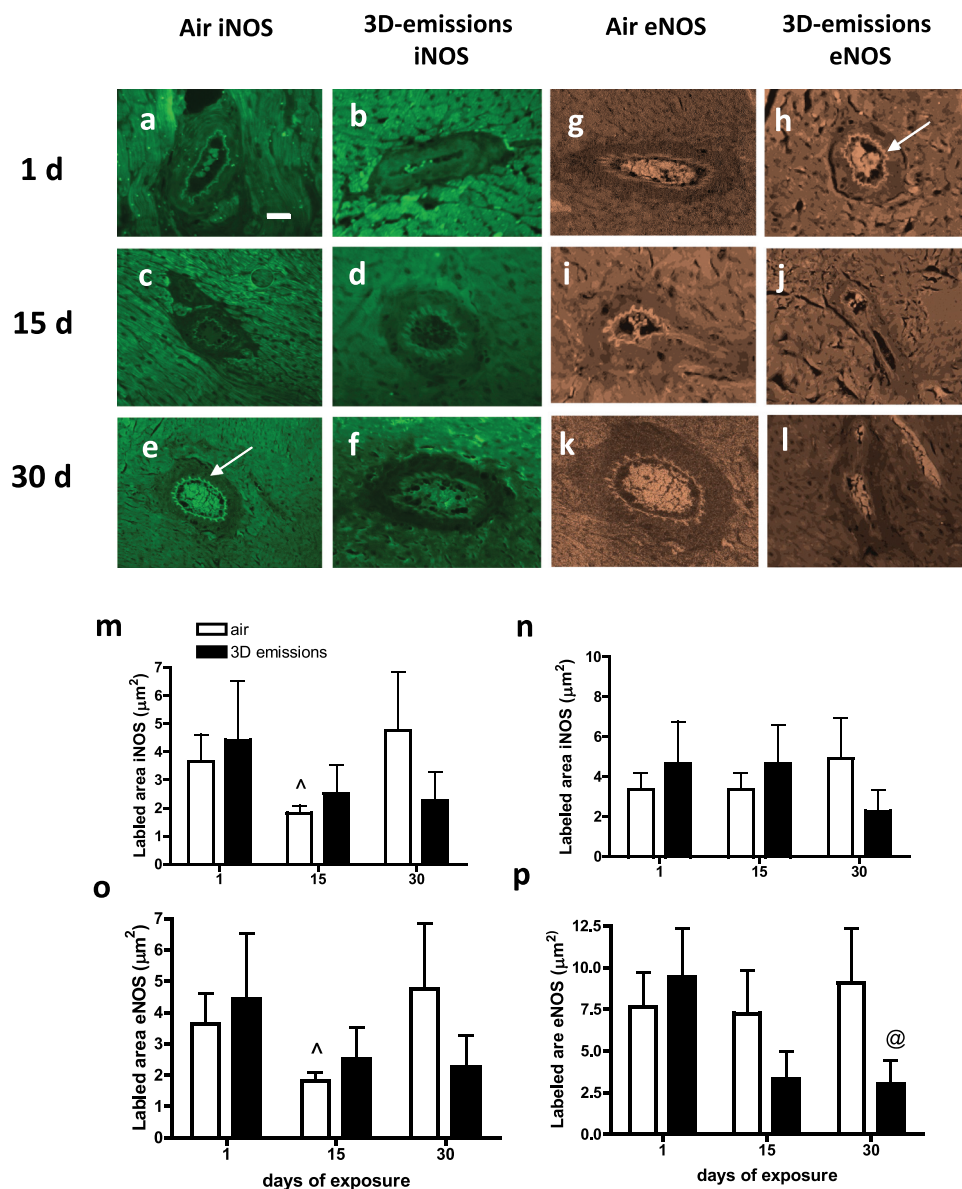 Air iNOS
3D-emissions
iNOS
Air eNOS
3D-emissions
eNOS
1 d
a
b
g
h
15 d
c
d
i
j
30 d
e
f
k
l
m
air
3D emissions
Labled area iNOS (µm²)
7
6
5
4
3
2
1
0
^
1
15
30
n
Labeled area iNOS (µm²)
10
8
6
4
2
0
1
15
30
o
Labled area eNOS (µm²)
7
6
5
4
3
2
1
0
^
1
15
30
days of exposure
p
Labeled are eNOS (µm²)
12.5
10.0
7.5
5.0
2.5
0.0
@
1
15
30
days of exposure